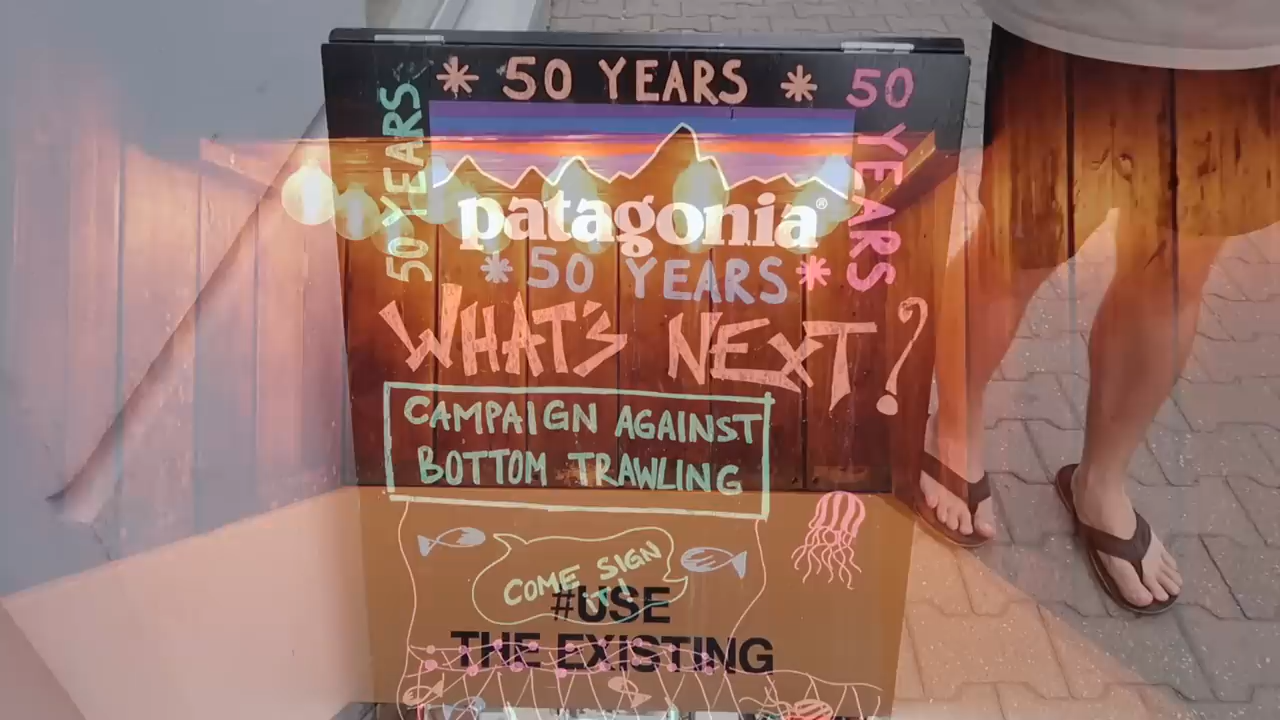 * 50 YEARS *
50 YEARS
50 YEARS
patagonia®
* 50 YEARS *
WHAT'S NEXT?
CAMPAIGN AGAINST
BOTTOM TRAWLING
COME SIGN
iT!
#USE
THE EXISTING